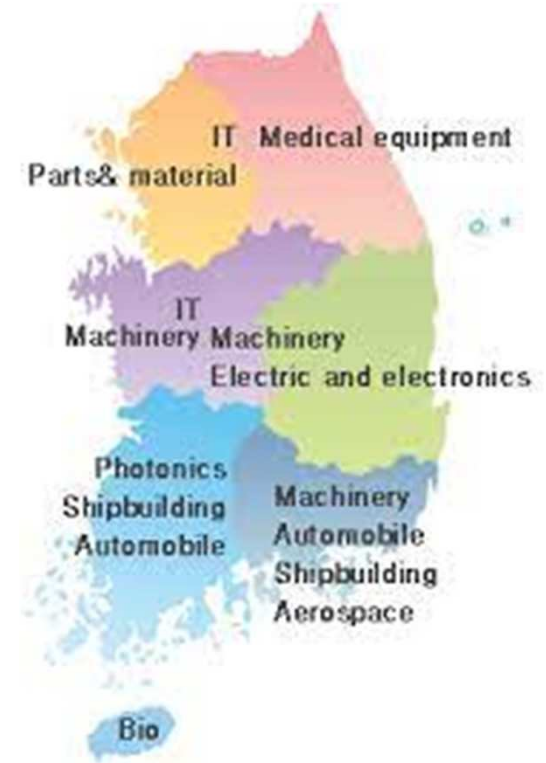 IT Medical equipment
Parts& material
IT
Machinery Machinery
Electric and electronics
Photonics
Shipbuilding
Automobile
Machinery
Automobile
Shipbuilding
Aerospace
Bio